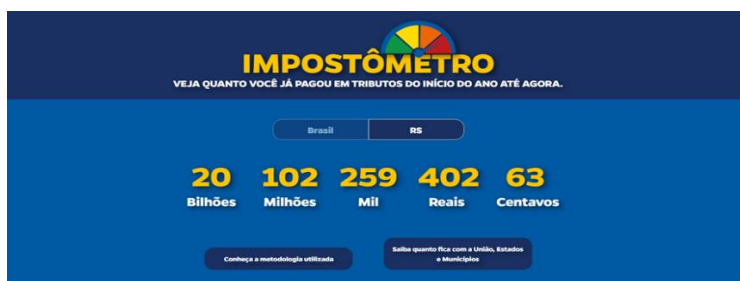 IMPOSTÔMETRO
VEJA QUANTO VOCÊ JÁ PAGOU EM TRIBUTOS DO INÍCIO DO ANO ATÉ AGORA.
Brasil RS
20 102 259 402 63
Bilhões Milhões Mil Reais Centavos
Conheça a metodologia utilizada
Saiba quanto fica com a União, Estados
e Municípios